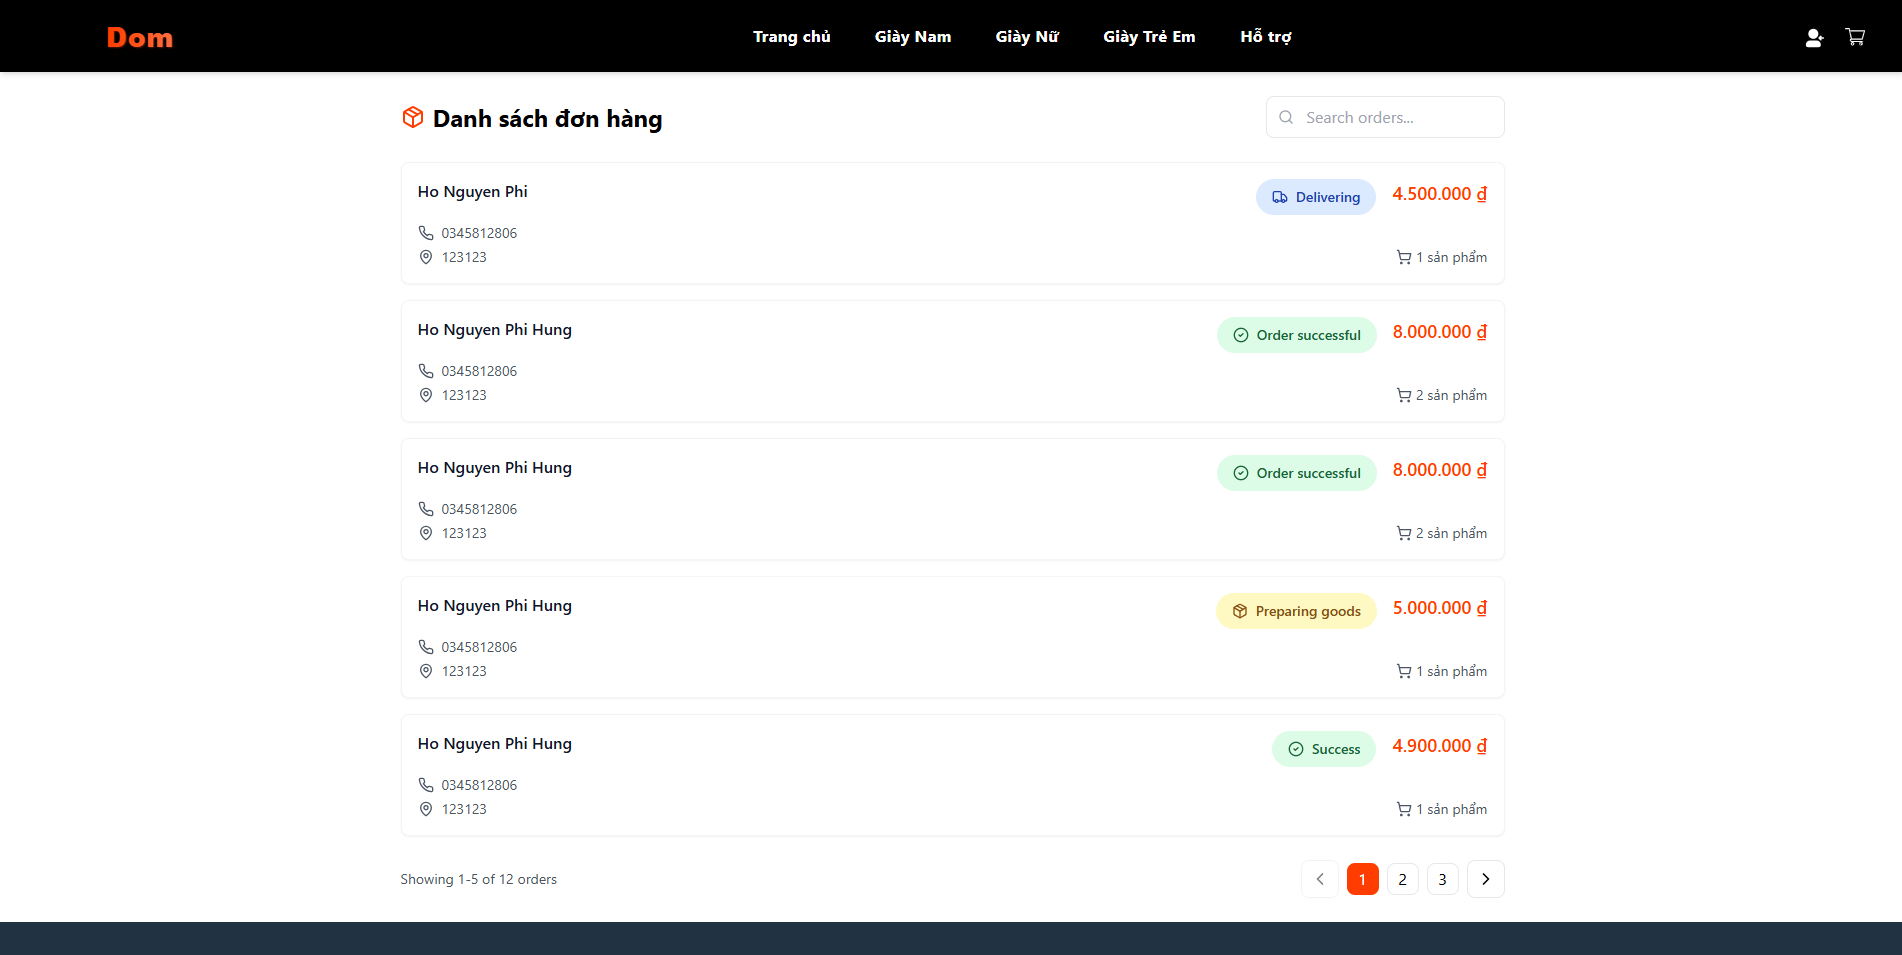 Dom
Trang chủ Giày Nam Giày Nữ Giày Trẻ Em Hỗ trợ
Danh sách đơn hàng
Search orders...
Ho Nguyen Phi
Delivering 4.500.000 ₫
0345812806
123123
1 sản phẩm
Ho Nguyen Phi Hung
Order successful 8.000.000 ₫
0345812806
123123
2 sản phẩm
Ho Nguyen Phi Hung
Order successful 8.000.000 ₫
0345812806
123123
2 sản phẩm
Ho Nguyen Phi Hung
Preparing goods 5.000.000 ₫
0345812806
123123
1 sản phẩm
Ho Nguyen Phi Hung
Success 4.900.000 ₫
0345812806
123123
1 sản phẩm
Showing 1-5 of 12 orders
1 2 3